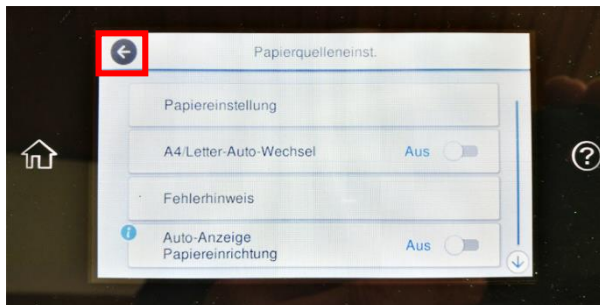 Papierquelleneinst.
Papiereinstellung
A4/Letter-Auto-Wechsel Aus
Fehlerhinweis
Auto-Anzeige
Papiereinrichtung Aus